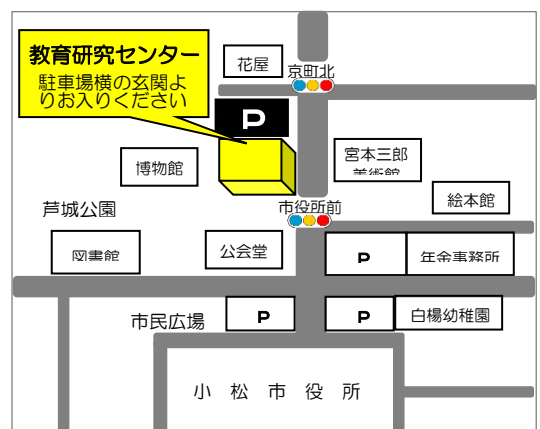 教育研究センター
駐車場横の玄関よ
りお入りください
花屋
京町北
P
博物館
宮本三郎
美術館
絵本館
芦城公園
市役所前
図書館
公会堂
P
年金事務所
市民広場
P
P
白楊幼稚園
小松市役所